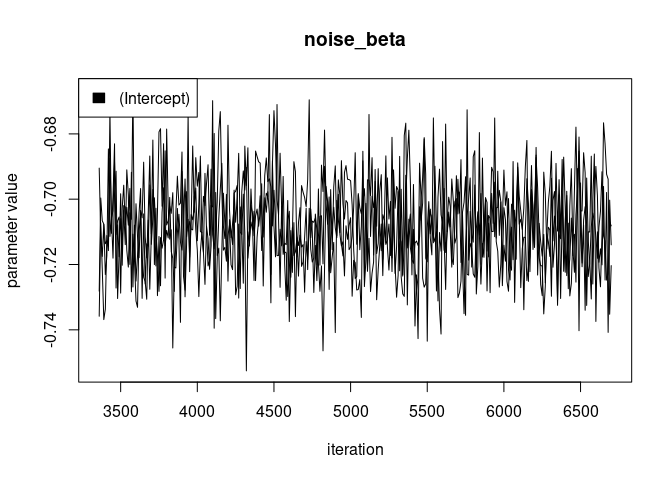 noise_beta
(Intercept)
parameter value
-0.68
-0.70
-0.72
-0.74
3500 4000 4500 5000 5500 6000 6500
iteration